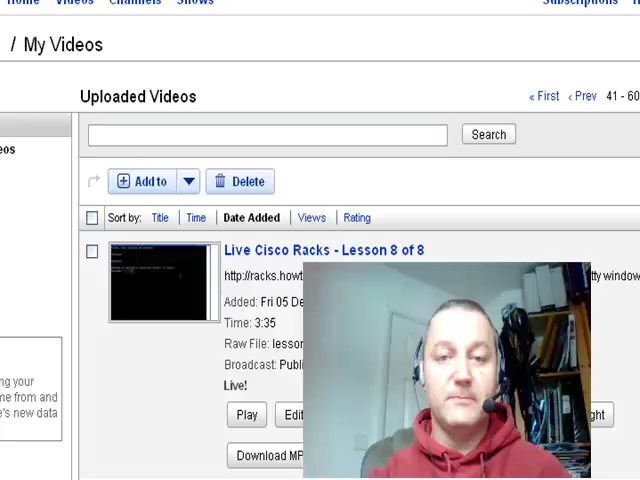 Home Videos Channels Shows Subscriptions
/ My Videos
Uploaded Videos
« First ‹ Prev 41 - 60
Search
eos
Add to Delete
Sort by: Title Time Date Added Views Rating
Live Cisco Racks - Lesson 8 of 8
http://racks.howt
tty window
Added: Fri 05 De
Time: 3:35
Raw File: lesson
Broadcast: Publi
Live!
ng your
me from and
e's new data
Play Edit ght
Download MP